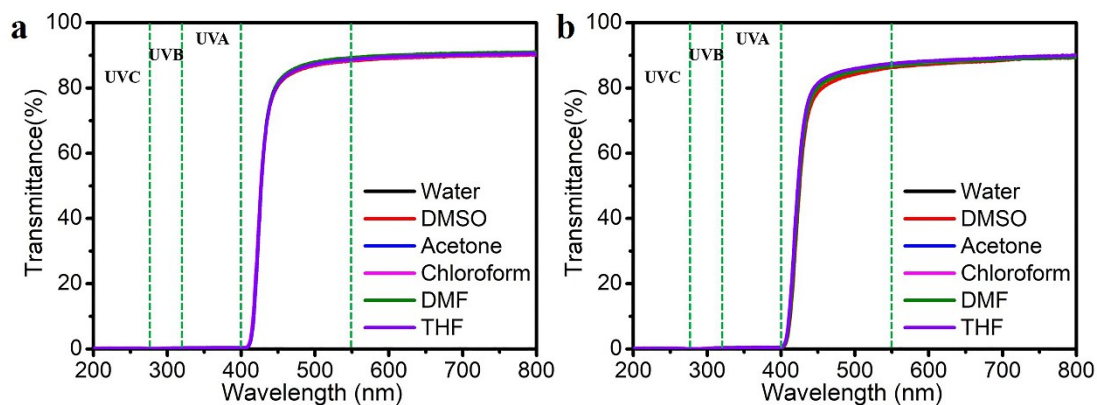 a
100
80
60
40
20
0
Transmittance(%)
UVC
UVB
UVA
Water
DMSO
Acetone
Chloroform
DMF
THF
200 300 400 500 600 700 800
Wavelength (nm)
b
100
80
60
40
20
0
Transmittance(%)
UVC
UVB
UVA
Water
DMSO
Acetone
Chloroform
DMF
THF
200 300 400 500 600 700 800
Wavelength (nm)